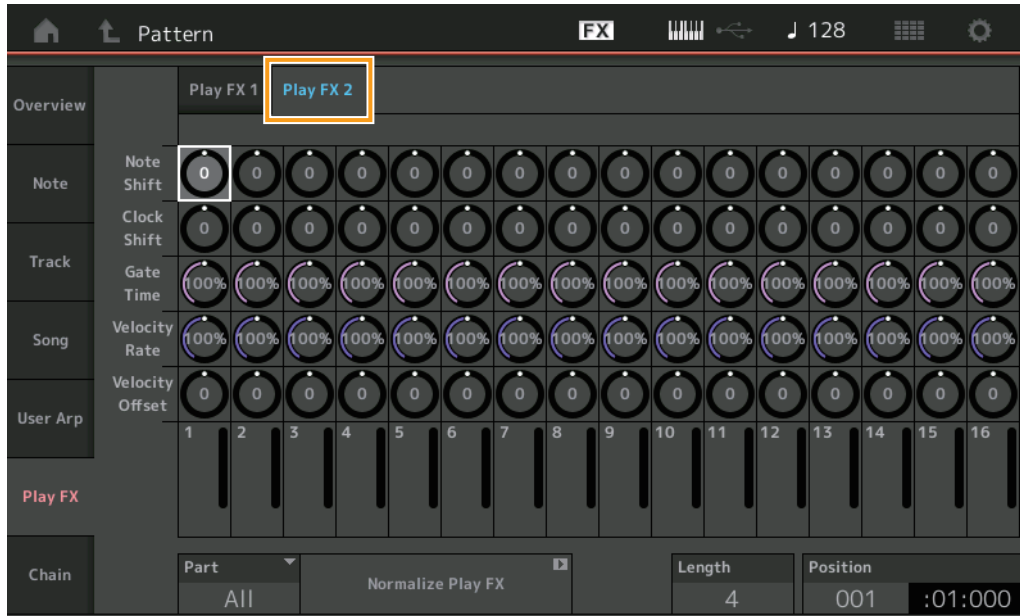 Pattern
FX
128
Play FX 1
Play FX 2
Overview
Note
Track
Song
User Arp
Play FX
Chain
Note Shift
0 0 0 0 0 0 0 0 0 0 0 0 0 0 0 0
Clock Shift
0 0 0 0 0 0 0 0 0 0 0 0 0 0 0 0
Gate Time
100% 100% 100% 100% 100% 100% 100% 100% 100% 100% 100% 100% 100% 100% 100% 100%
Velocity Rate
100% 100% 100% 100% 100% 100% 100% 100% 100% 100% 100% 100% 100% 100% 100% 100%
Velocity Offset
0 0 0 0 0 0 0 0 0 0 0 0 0 0 0 0
1 2 3 4 5 6 7 8 9 10 11 12 13 14 15 16
Part
All
Normalize Play FX
Length
4
Position
001 :01:000